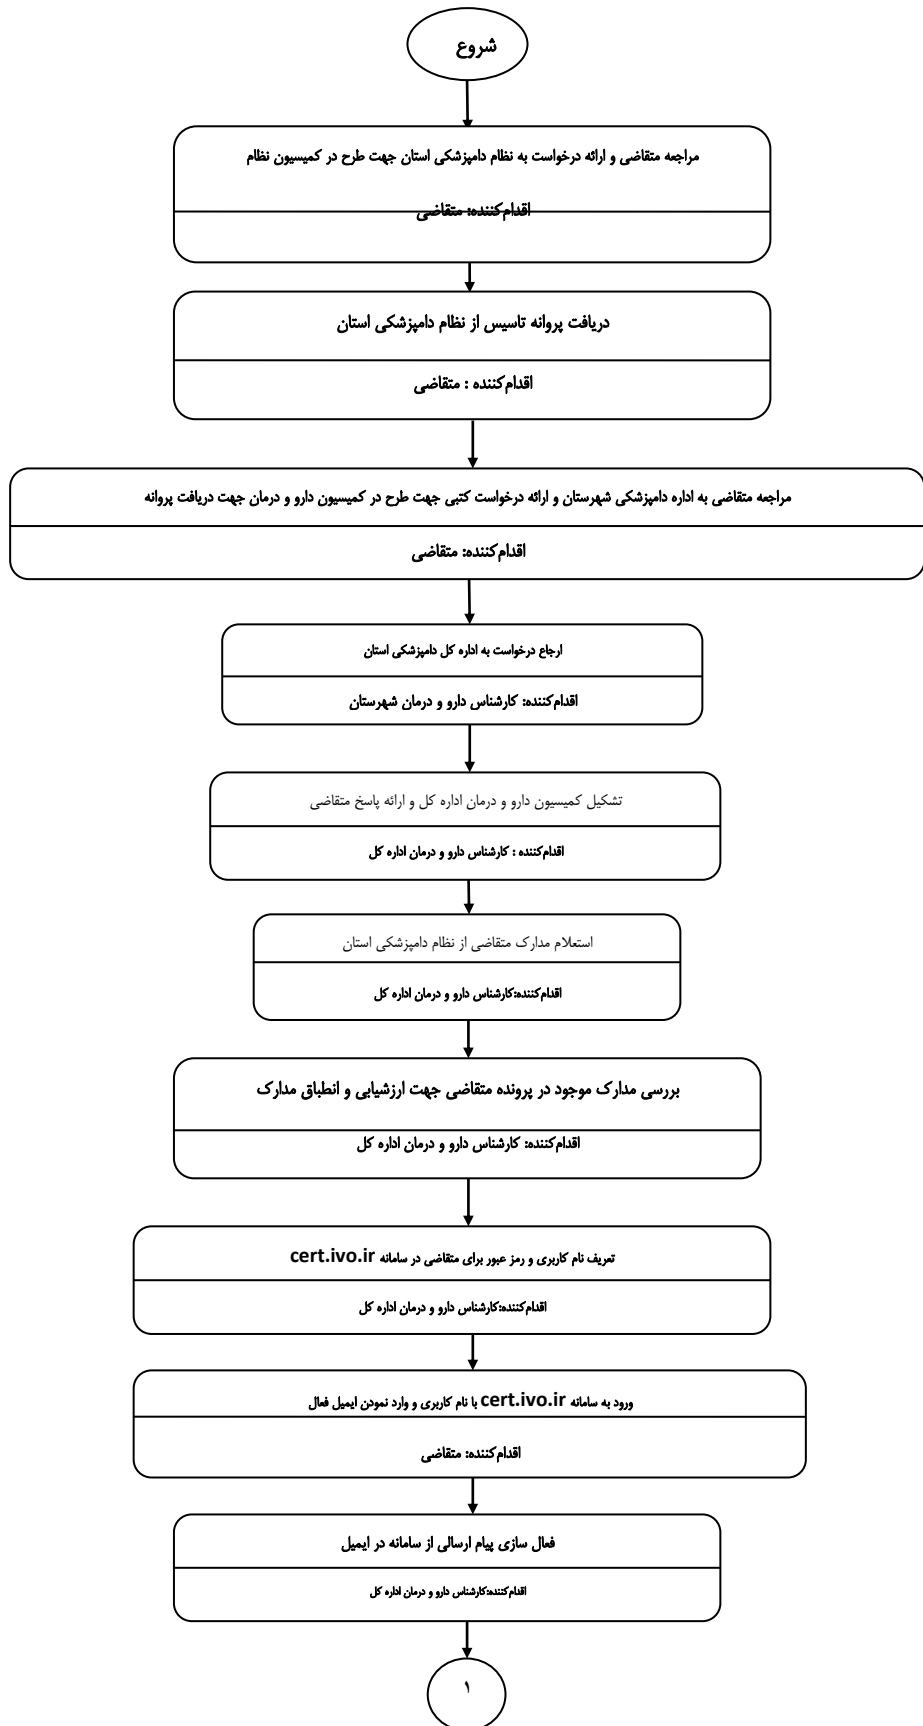 شروع
مراجعه متقاضی و ارائه درخواست به نظام دامپزشکی استان جهت طرح در کمیسیون نظام
اقدام‌کننده: متقاضی
دریافت پروانه تاسیس از نظام دامپزشکی استان
اقدام‌کننده : متقاضی
مراجعه متقاضی به اداره دامپزشکی شهرستان و ارائه درخواست کتبی جهت طرح در کمیسیون دارو و درمان جهت دریافت پروانه
اقدام‌کننده: متقاضی
ارجاع درخواست به اداره کل دامپزشکی استان
اقدام‌کننده: کارشناس دارو و درمان شهرستان
تشکیل کمیسیون دارو و درمان اداره کل و ارائه پاسخ متقاضی
اقدام‌کننده : کارشناس دارو و درمان اداره کل
استعلام مدارک متقاضی از نظام دامپزشکی استان
اقدام‌کننده:کارشناس دارو و درمان اداره کل
بررسی مدارک موجود در پرونده متقاضی جهت ارزشیابی و انطباق مدارک
اقدام‌کننده: کارشناس دارو و درمان اداره کل
تعریف نام کاربری و رمز عبور برای متقاضی در سامانه cert.ivo.ir
اقدام‌کننده:کارشناس دارو و درمان اداره کل
ورود به سامانه cert.ivo.ir با نام کاربری و وارد نمودن ایمیل فعال
اقدام‌کننده: متقاضی
فعال سازی پیام ارسالی از سامانه در ایمیل
اقدام‌کننده:کارشناس دارو و درمان اداره کل
۱